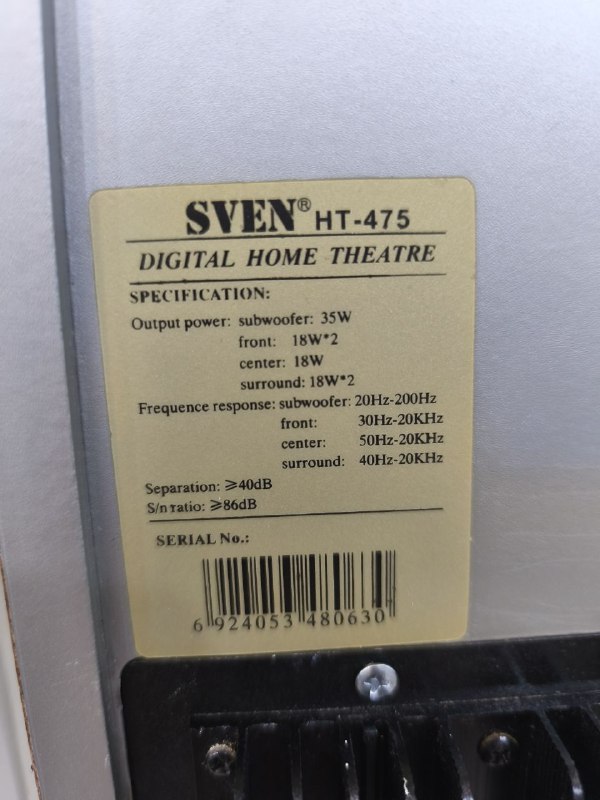 SVEN® HT-475
DIGITAL HOME THEATRE
SPECIFICATION:
Output power: subwoofer: 35W
front: 18W*2
center: 18W
surround: 18W*2
Frequence response: subwoofer: 20Hz-200Hz
front: 30Hz-20KHz
center: 50Hz-20KHz
surround: 40Hz-20KHz
Separation: ≥40dB
S/n ratio: ≥86dB
SERIAL No.:
6 924053 480630